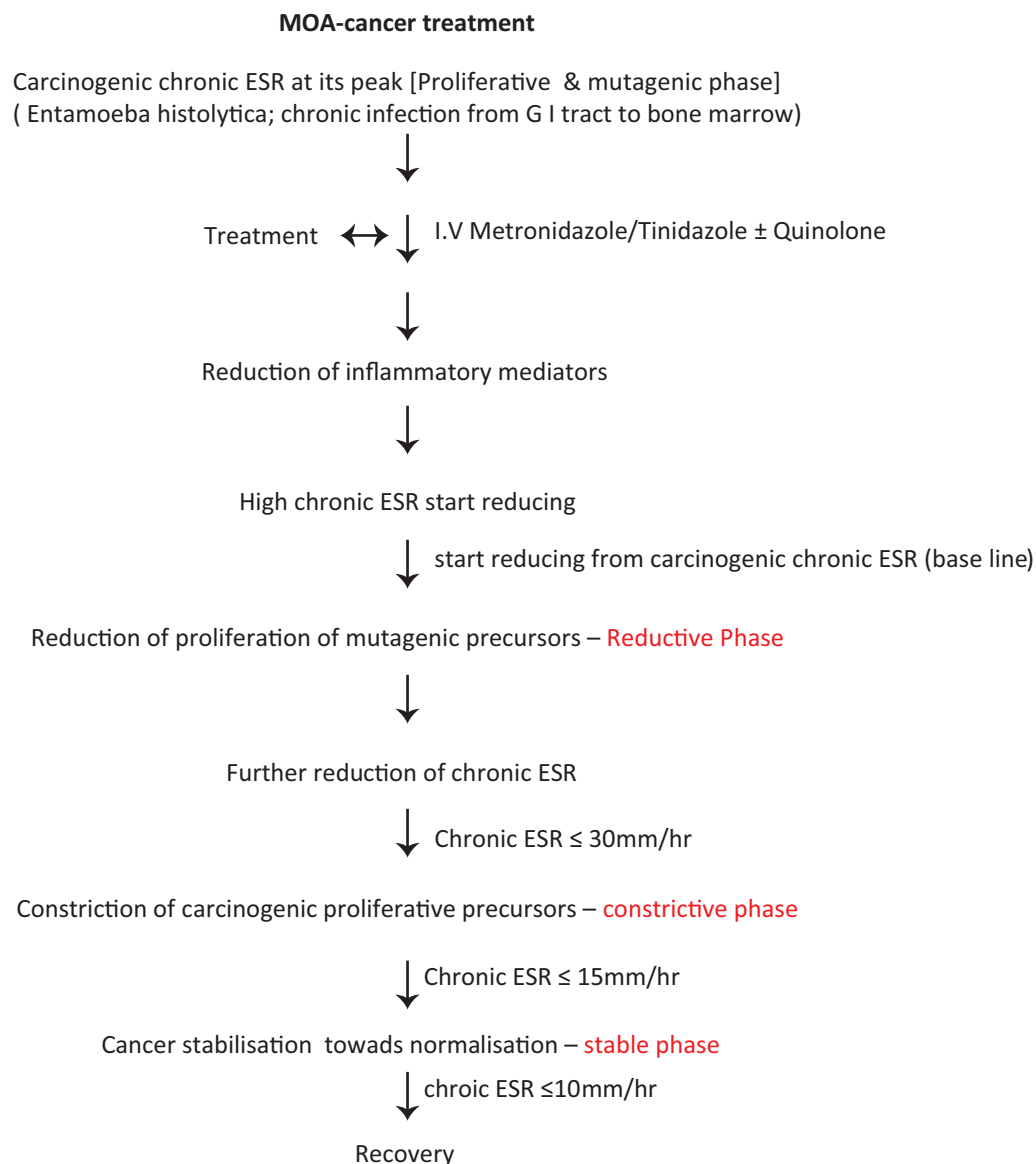 MOA-cancer treatment
Carcinogenic chronic ESR at its peak [Proliferative & mutagenic phase]
( Entamoeba histolytica; chronic infection from G I tract to bone marrow)
Treatment
I.V Metronidazole/Tinidazole ± Quinolone
Reduction of inflammatory mediators
High chronic ESR start reducing
start reducing from carcinogenic chronic ESR (base line)
Reduction of proliferation of mutagenic precursors – Reductive Phase
Further reduction of chronic ESR
Chronic ESR ≤ 30mm/hr
Constriction of carcinogenic proliferative precursors – constrictive phase
Chronic ESR ≤ 15mm/hr
Cancer stabilisation towads normalisation – stable phase
chroic ESR ≤10mm/hr
Recovery